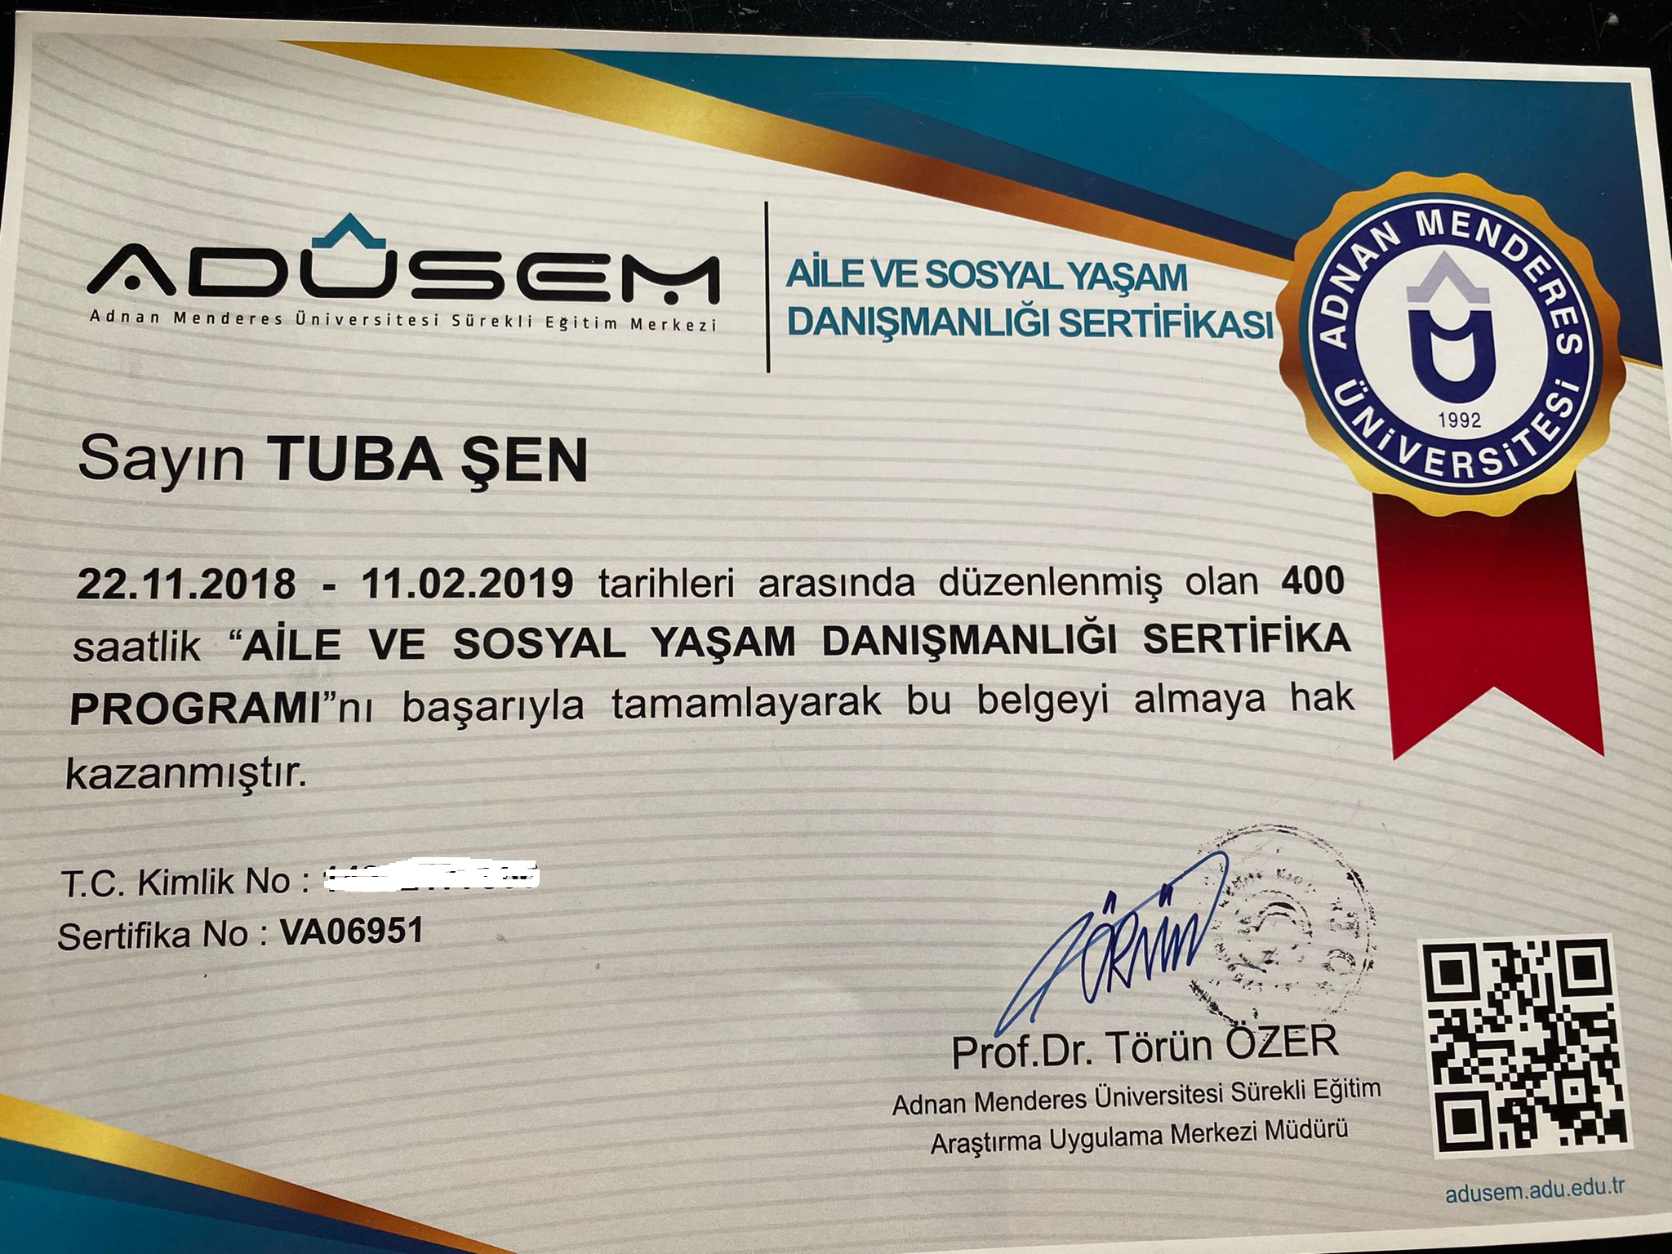 ADÜSEM
Adnan Menderes Üniversitesi Sürekli Eğitim Merkezi
AİLE VE SOSYAL YAŞAM
DANIŞMANLIĞI SERTİFİKASI
ADNAN MENDERES
ÜNİVERSİTESİ
1992
Sayın TUBA ŞEN
22.11.2018 - 11.02.2019 tarihleri arasında düzenlenmiş olan 400
saatlik “AİLE VE SOSYAL YAŞAM DANIŞMANLIĞI SERTİFİKA
PROGRAMI”nı başarıyla tamamlayarak bu belgeyi almaya hak
kazanmıştır.
T.C. Kimlik No :
Sertifika No : VA06951
TÖRÜN
Prof.Dr. Törün ÖZER
Adnan Menderes Üniversitesi Sürekli Eğitim
Araştırma Uygulama Merkezi Müdürü
adusem.adu.edu.tr